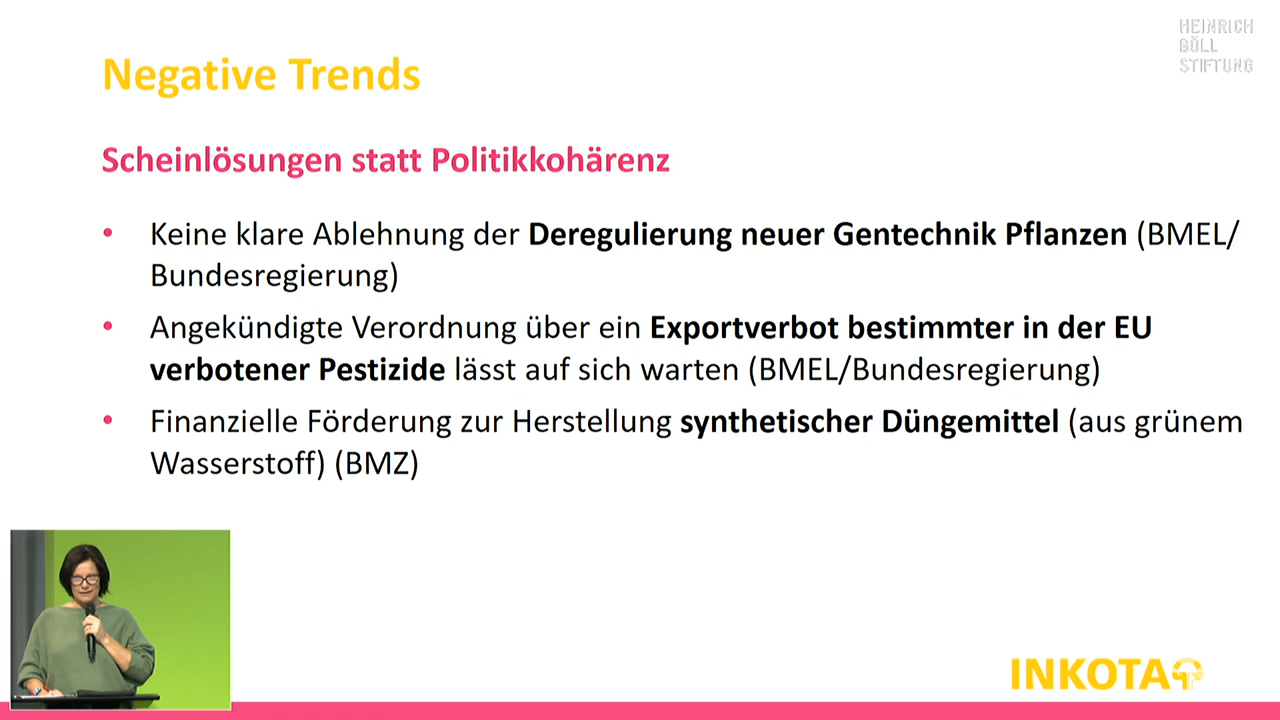 HEINRICH
BÖLL
STIFTUNG
Negative Trends
Scheinlösungen statt Politikkohärenz
• Keine klare Ablehnung der Deregulierung neuer Gentechnik Pflanzen (BMEL/
Bundesregierung)
• Angekündigte Verordnung über ein Exportverbot bestimmter in der EU
verbotener Pestizide lässt auf sich warten (BMEL/Bundesregierung)
• Finanzielle Förderung zur Herstellung synthetischer Düngemittel (aus grünem
Wasserstoff) (BMZ)
INKOTA